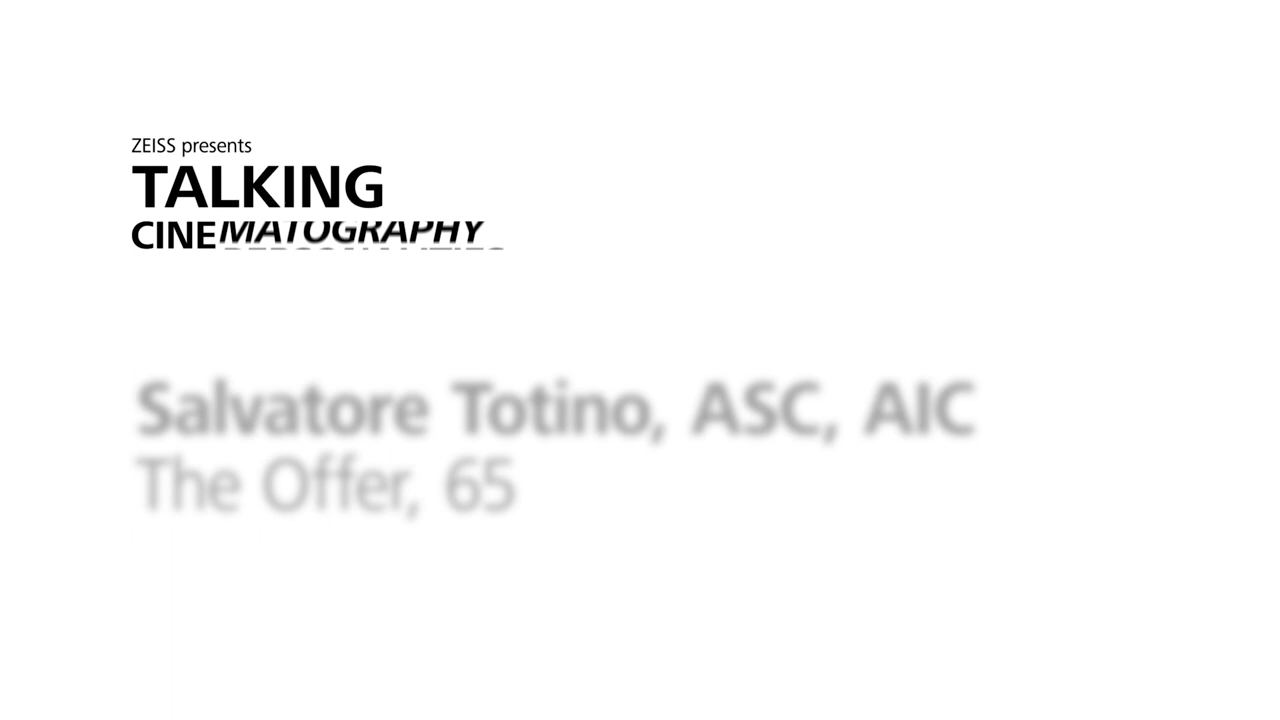 ZEISS presents
TALKING
CINEMATOGRAPHY
Salvatore Totino, ASC, AIC
The Offer, 65